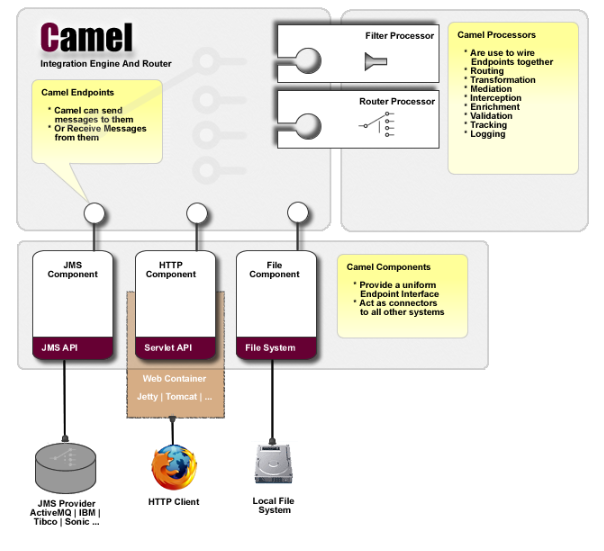 Camel
Integration Engine And Router
Camel Endpoints
* Camel can send
messages to them
* Or Receive Messages
from them
Filter Processor
Router Processor
Camel Processors
* Are use to wire
Endpoints together
* Routing
* Transformation
* Mediation
* Interception
* Enrichment
* Validation
* Tracking
* Logging
JMS
Component
JMS API
HTTP
Component
Servlet API
File
Component
File System
Camel Components
* Provide a uniform
Endpoint Interface
* Act as connectors
to all other systems
Web Container
Jetty | Tomcat | ...
JMS Provider
ActiveMQ | IBM |
Tibco | Sonic ...
HTTP Client
Local File
System